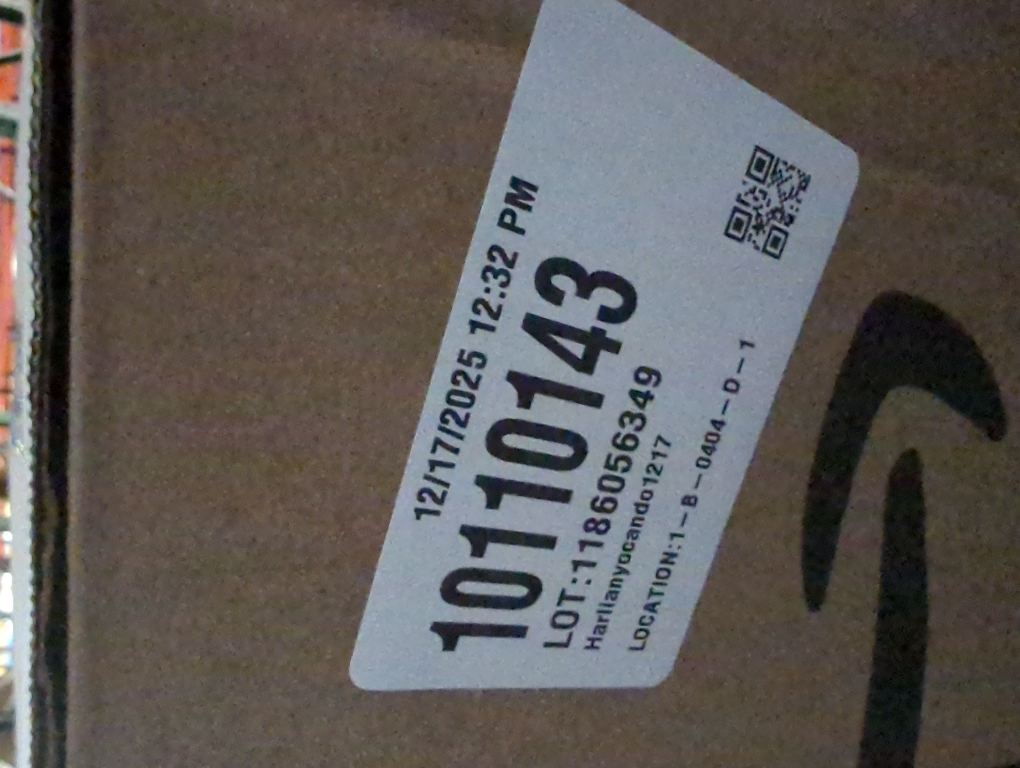 12/17/2025 12:32 PM
10110143
LOT:1186056349
Harlianyocando1217
LOCATION:1-B-0404-D-1